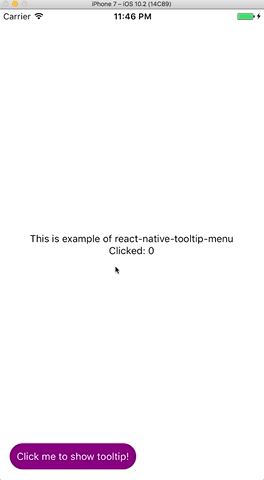 iPhone 7 – iOS 10.2 (14C89)
Carrier 11:46 PM
This is example of react-native-tooltip-menu
Clicked: 0
Click me to show tooltip!